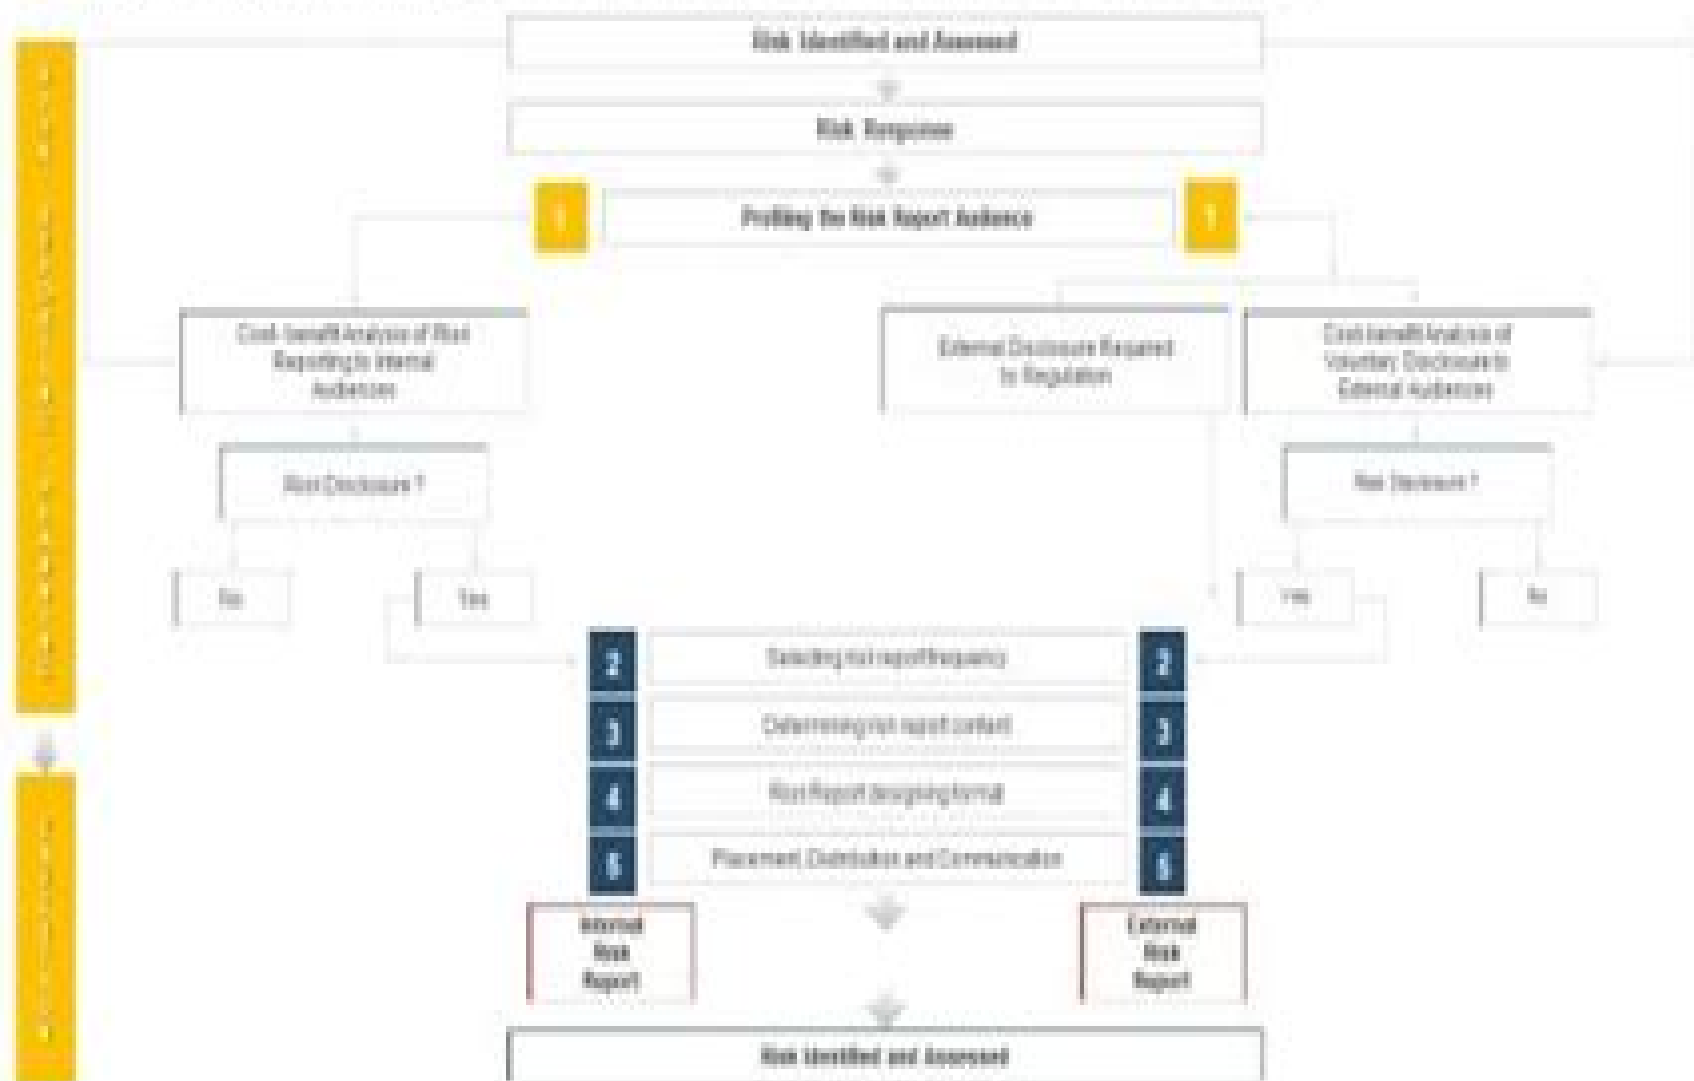 Risk Identified and Assessed
Risk Response
1
Profiling the Risk Report Audience
1
Cost-benefit Analysis of Risk
Reporting to Internal
Audiences
External Disclosure Required
to Regulation
Cost-benefit Analysis of
Voluntary Disclosure to
External Audiences
Risk Disclosure ?
Risk Disclosure ?
No
Yes
Yes
No
2
Selecting risk report frequency
2
3
Determining risk report content
3
4
Risk Report designing format
4
5
Placement, Distribution and Communication
5
Internal
Risk
Report
External
Risk
Report
Risk Identified and Assessed